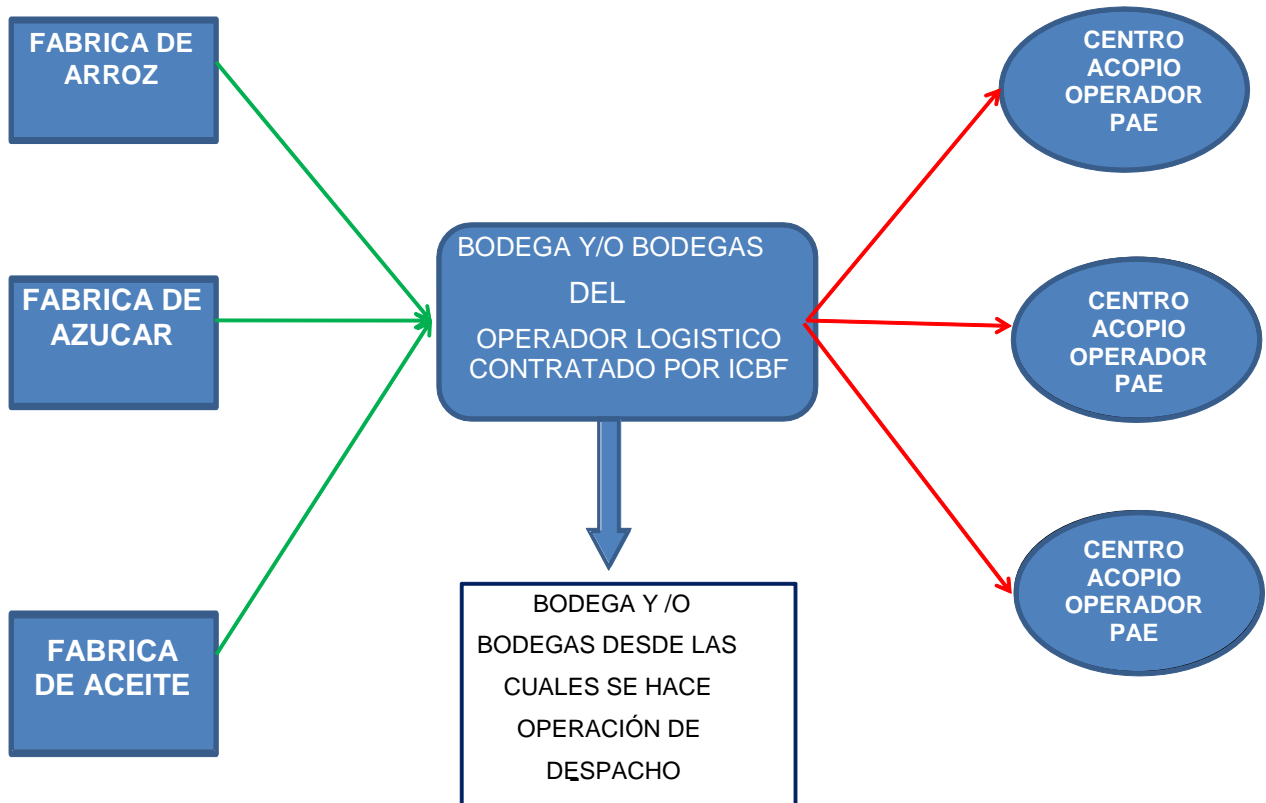 FABRICA DE
ARROZ
FABRICA DE
AZUCAR
FABRICA
DE ACEITE
BODEGA Y/O BODEGAS
DEL
OPERADOR LOGISTICO
CONTRATADO POR ICBF
BODEGA Y /O
BODEGAS DESDE LAS
CUALES SE HACE
OPERACIÓN DE
DESPACHO
CENTRO
ACOPIO
OPERADOR
PAE
CENTRO
ACOPIO
OPERADOR
PAE
CENTRO
ACOPIO
OPERADOR
PAE